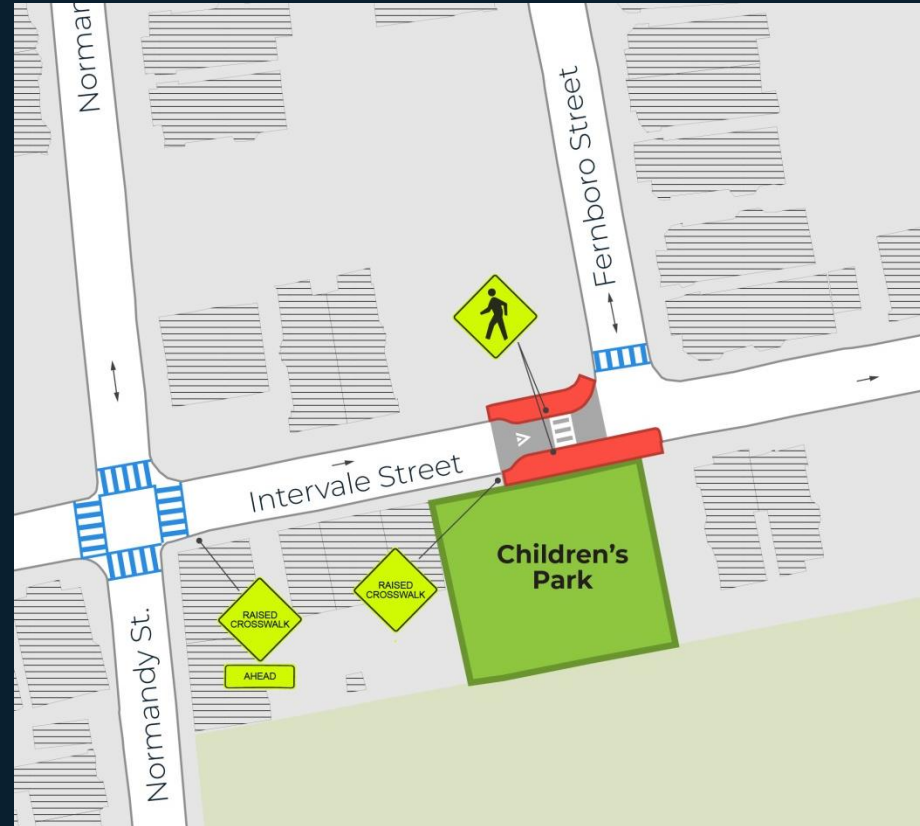 Norman
Fernboro Street
Intervale Street
Children's
Park
RAISED
CROSSWALK
RAISED
CROSSWALK
AHEAD
Normandy St.